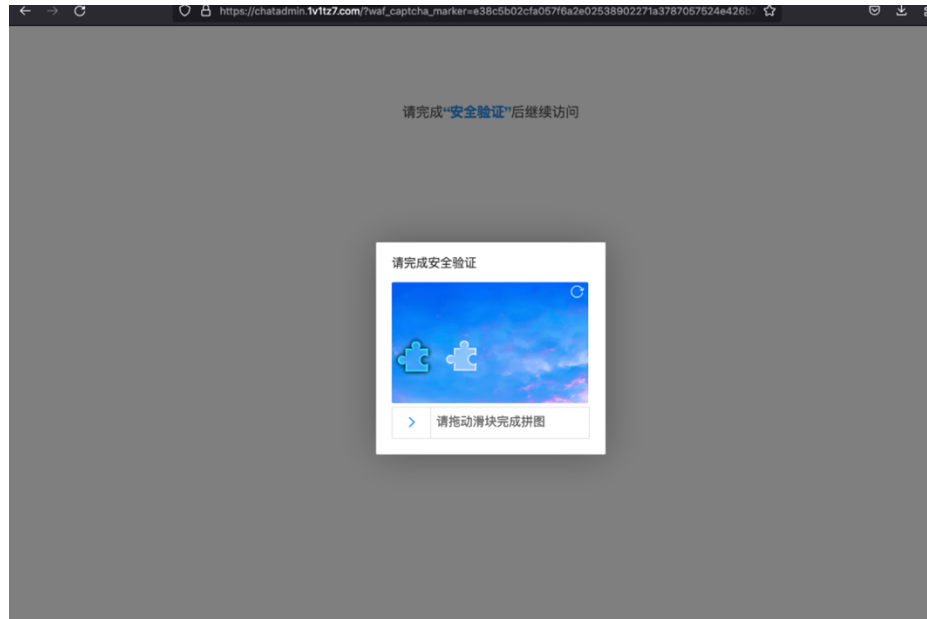 https://chatadmin.1v1tz7.com/?waf_captcha_marker=e38c5b02cfa057f6a2e02538902271a3787057524e426b7
请完成“安全验证”后继续访问
请完成安全验证
请拖动滑块完成拼图